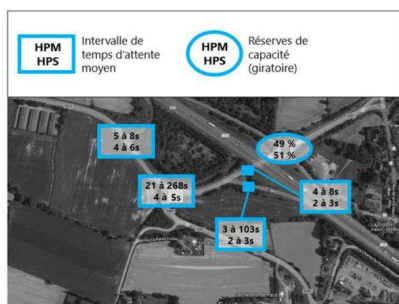 HPM
HPS
Intervalle de
temps d'attente
moyen
HPM
HPS
Réserves de
capacité
(giratoire)
5 à 8s
4 à 6s
49 %
51 %
21 à 268s
4 à 5s
4 à 8s
2 à 3s
3 à 103s
2 à 3s